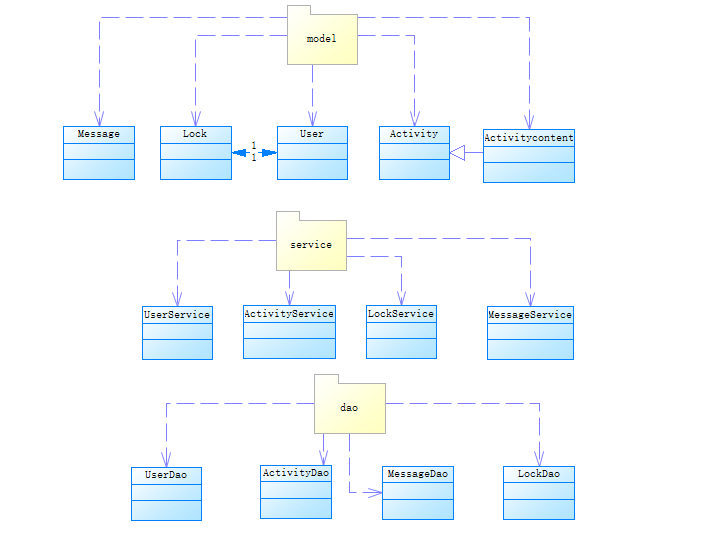 model
Message
Lock
User
Activity
Activitycontent
1
1
service
UserService
ActivityService
LockService
MessageService
dao
UserDao
ActivityDao
MessageDao
LockDao